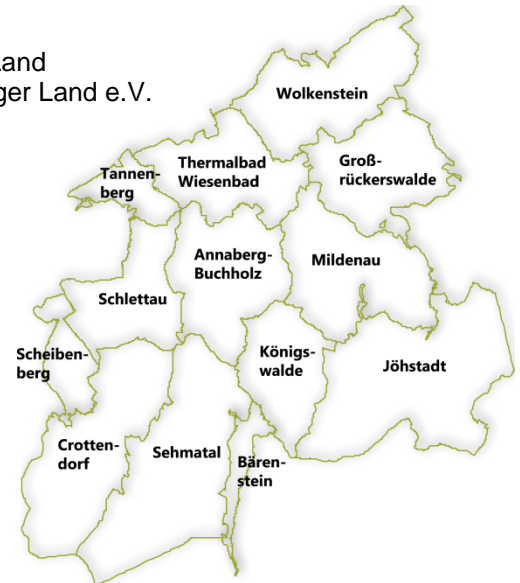 Land
ger Land e.V.
Wolkenstein
Thermalbad
Wiesenbad
Groß-
rückerswalde
Tannen-
berg
Annaberg-
Buchholz
Mildenau
Schlettau
Scheiben-
berg
Königs-
walde
Jöhstadt
Crotten-
dorf
Sehmatal
Bären-
stein